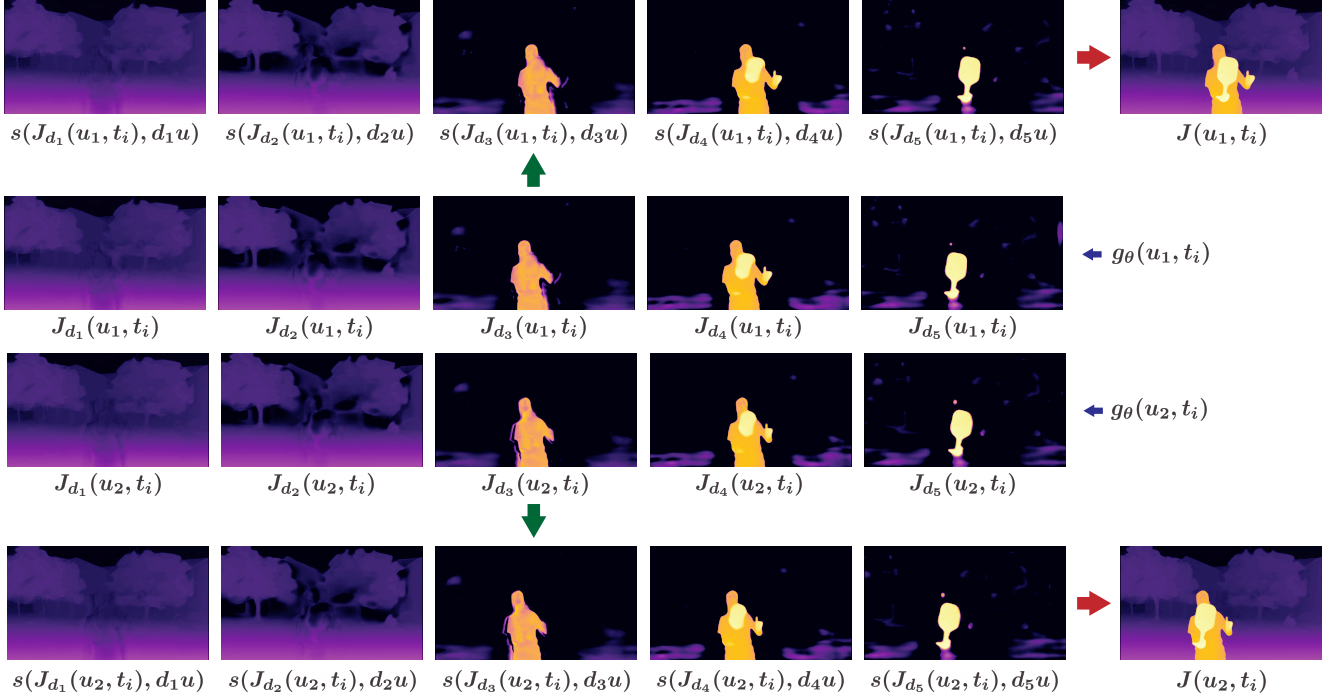 s(J_{d_1}(u_1, t_i), d_1u) s(J_{d_2}(u_1, t_i), d_2u) s(J_{d_3}(u_1, t_i), d_3u) s(J_{d_4}(u_1, t_i), d_4u) s(J_{d_5}(u_1, t_i), d_5u) J(u_1, t_i)
g_θ(u_1, t_i)
J_{d_1}(u_1, t_i) J_{d_2}(u_1, t_i) J_{d_3}(u_1, t_i) J_{d_4}(u_1, t_i) J_{d_5}(u_1, t_i)
g_θ(u_2, t_i)
J_{d_1}(u_2, t_i) J_{d_2}(u_2, t_i) J_{d_3}(u_2, t_i) J_{d_4}(u_2, t_i) J_{d_5}(u_2, t_i)
s(J_{d_1}(u_2, t_i), d_1u) s(J_{d_2}(u_2, t_i), d_2u) s(J_{d_3}(u_2, t_i), d_3u) s(J_{d_4}(u_2, t_i), d_4u) s(J_{d_5}(u_2, t_i), d_5u) J(u_2, t_i)